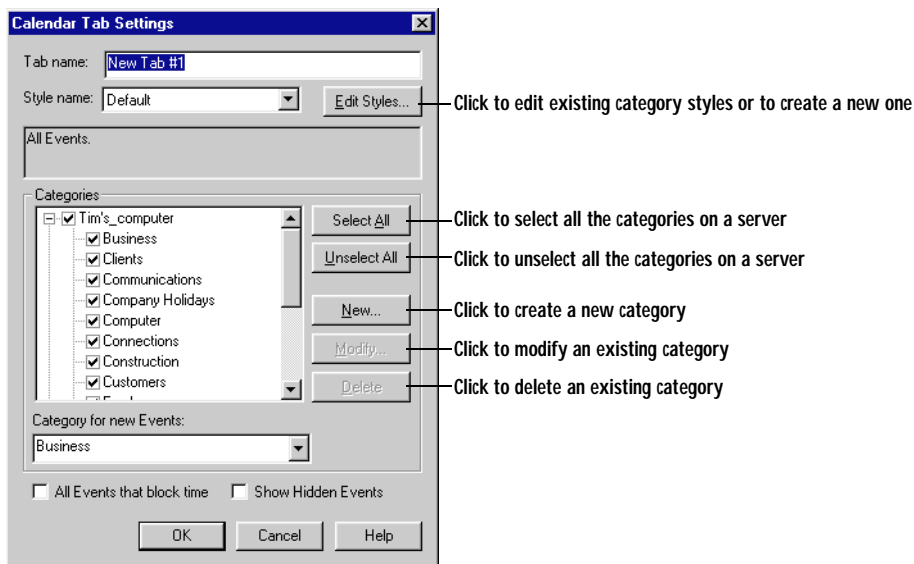 Calendar Tab Settings
Tab name: New Tab #1
Style name: Default Edit Styles... Click to edit existing category styles or to create a new one
All Events.
Categories
Tim's_computer Select All Click to select all the categories on a server
Business
Clients Unselect All Click to unselect all the categories on a server
Communications
Company Holidays New... Click to create a new category
Computer
Connections Modify... Click to modify an existing category
Construction
Customers Delete Click to delete an existing category
Category for new Events:
Business
All Events that block time Show Hidden Events
OK Cancel Help